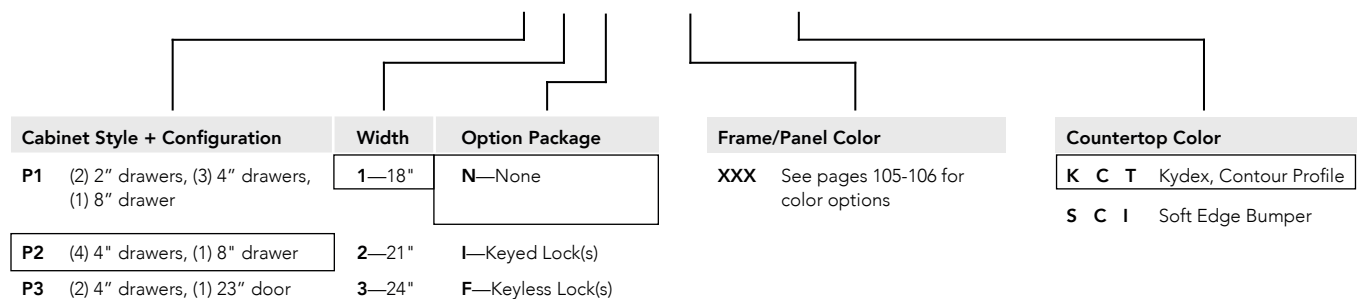 Cabinet Style + Configuration Width Option Package Frame/Panel Color Countertop Color
P1 (2) 2" drawers, (3) 4" drawers, 1—18" N—None XXX See pages 105-106 for K C T Kydex, Contour Profile
(1) 8" drawer color options
S C I Soft Edge Bumper
P2 (4) 4" drawers, (1) 8" drawer 2—21" I—Keyed Lock(s)
P3 (2) 4" drawers, (1) 23" door 3—24" F—Keyless Lock(s)